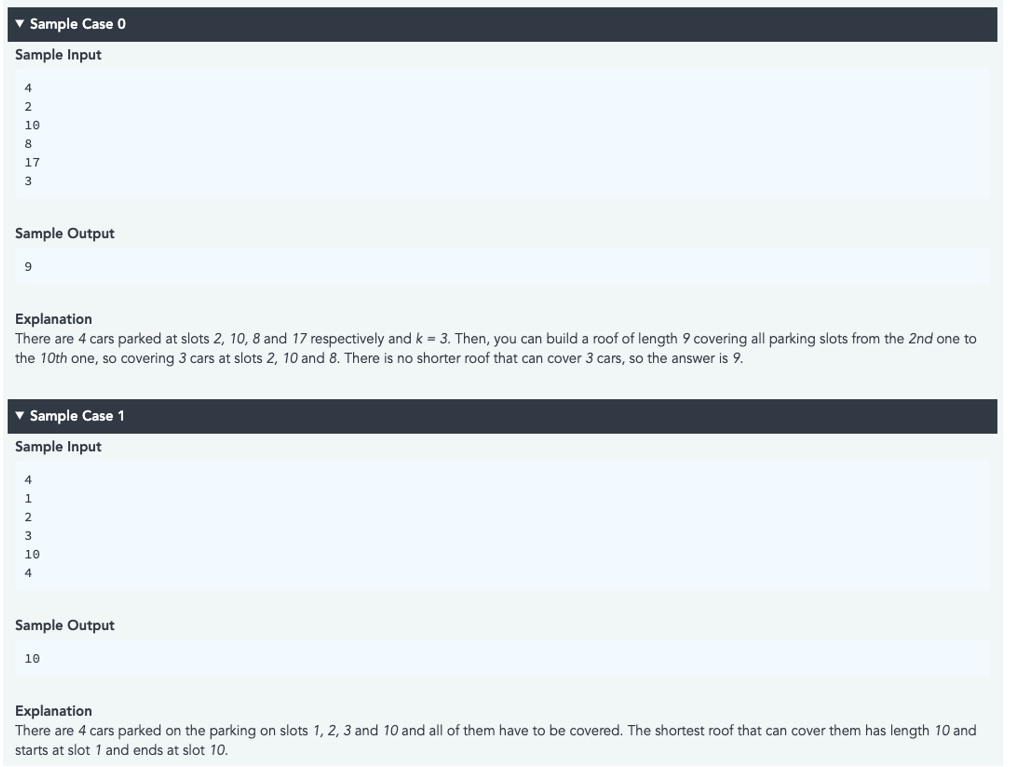 ▼ Sample Case 0
Sample Input
4
2
10
8
17
3
Sample Output
9
Explanation
There are 4 cars parked at slots 2, 10, 8 and 17 respectively and k = 3. Then, you can build a roof of length 9 covering all parking slots from the 2nd one to
the 10th one, so covering 3 cars at slots 2, 10 and 8. There is no shorter roof that can cover 3 cars, so the answer is 9.
▼ Sample Case 1
Sample Input
4
1
2
3
10
4
Sample Output
10
Explanation
There are 4 cars parked on the parking on slots 1, 2, 3 and 10 and all of them have to be covered. The shortest roof that can cover them has length 10 and
starts at slot 1 and ends at slot 10.